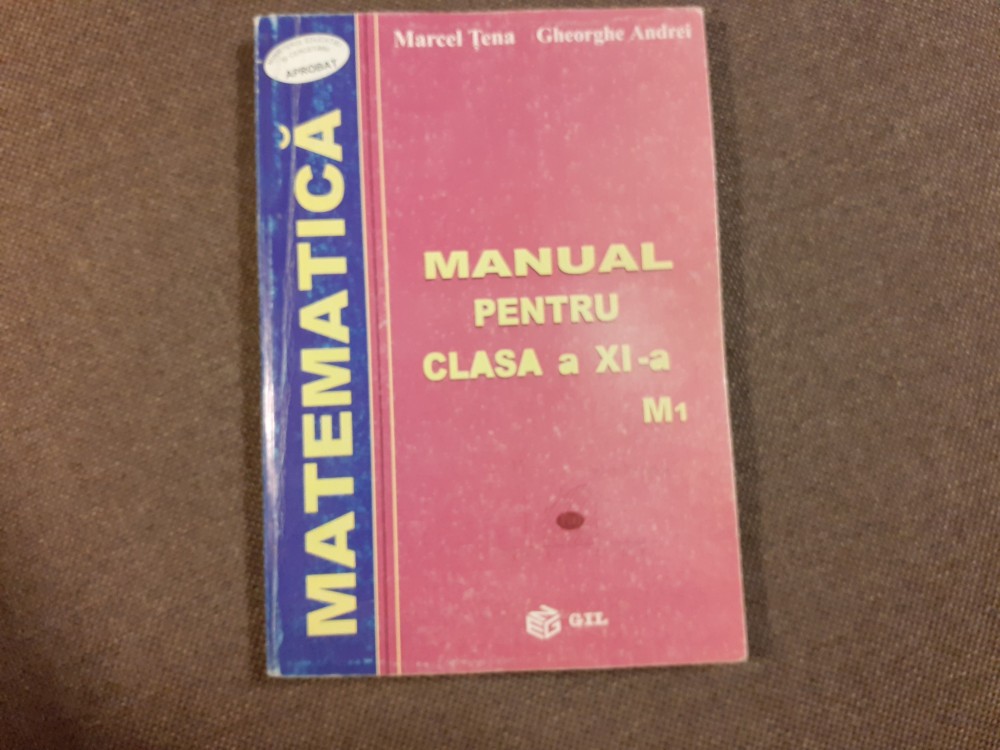 Marcel Țena Gheorghe Andrei
APROBAT
MATEMATICĂ
MANUAL
PENTRU
CLASA a XI-a
M1
GIL